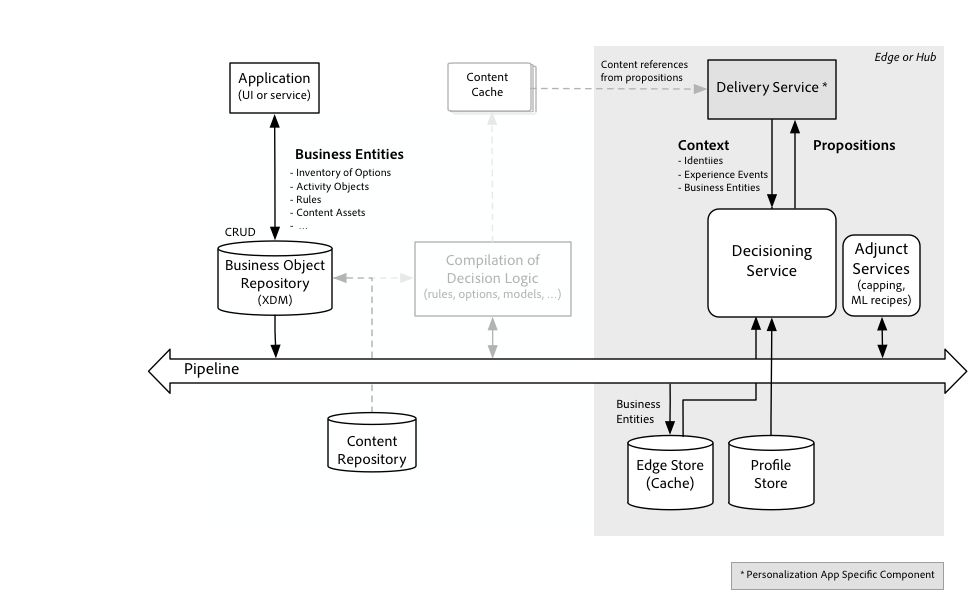 Edge or Hub
Application
(UI or service)
Content
Cache
Content references
from propositions
Delivery Service *
Business Entities
- Inventory of Options
- Activity Objects
- Rules
- Content Assets
- ...
Context
- Identiies
- Experience Events
- Business Entities
Propositions
CRUD
Business Object
Repository
(XDM)
Compilation of
Decision Logic
(rules, options, models, ...)
Decisioning
Service
Adjunct
Services
(capping,
ML recipes)
Pipeline
Content
Repository
Business
Entities
Edge Store
(Cache)
Profile
Store
* Personalization App Specific Component